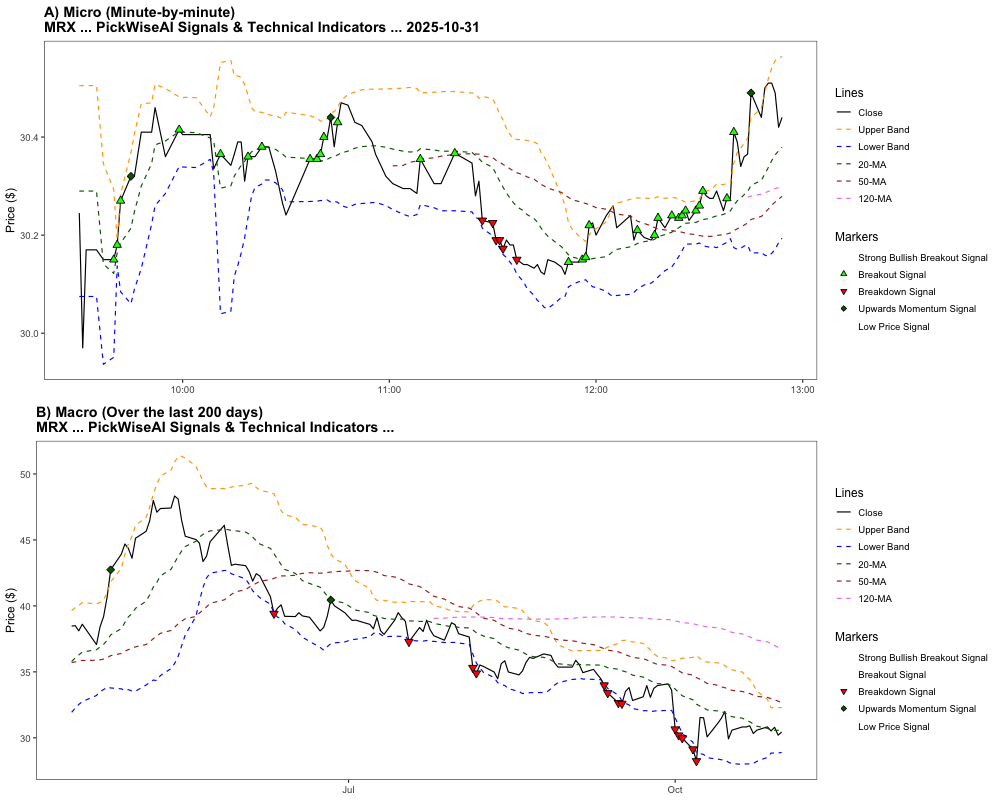 A) Micro (Minute-by-minute)
MRX ... PickWiseAI Signals & Technical Indicators ... 2025-10-31
Price ($)
30.4
30.2
30.0
10:00
11:00
12:00
13:00
Lines
Close
Upper Band
Lower Band
20-MA
50-MA
120-MA
Markers
Strong Bullish Breakout Signal
Breakout Signal
Breakdown Signal
Upwards Momentum Signal
Low Price Signal
B) Macro (Over the last 200 days)
MRX ... PickWiseAI Signals & Technical Indicators ...
Price ($)
50
45
40
35
30
Jul
Oct
Lines
Close
Upper Band
Lower Band
20-MA
50-MA
120-MA
Markers
Strong Bullish Breakout Signal
Breakout Signal
Breakdown Signal
Upwards Momentum Signal
Low Price Signal